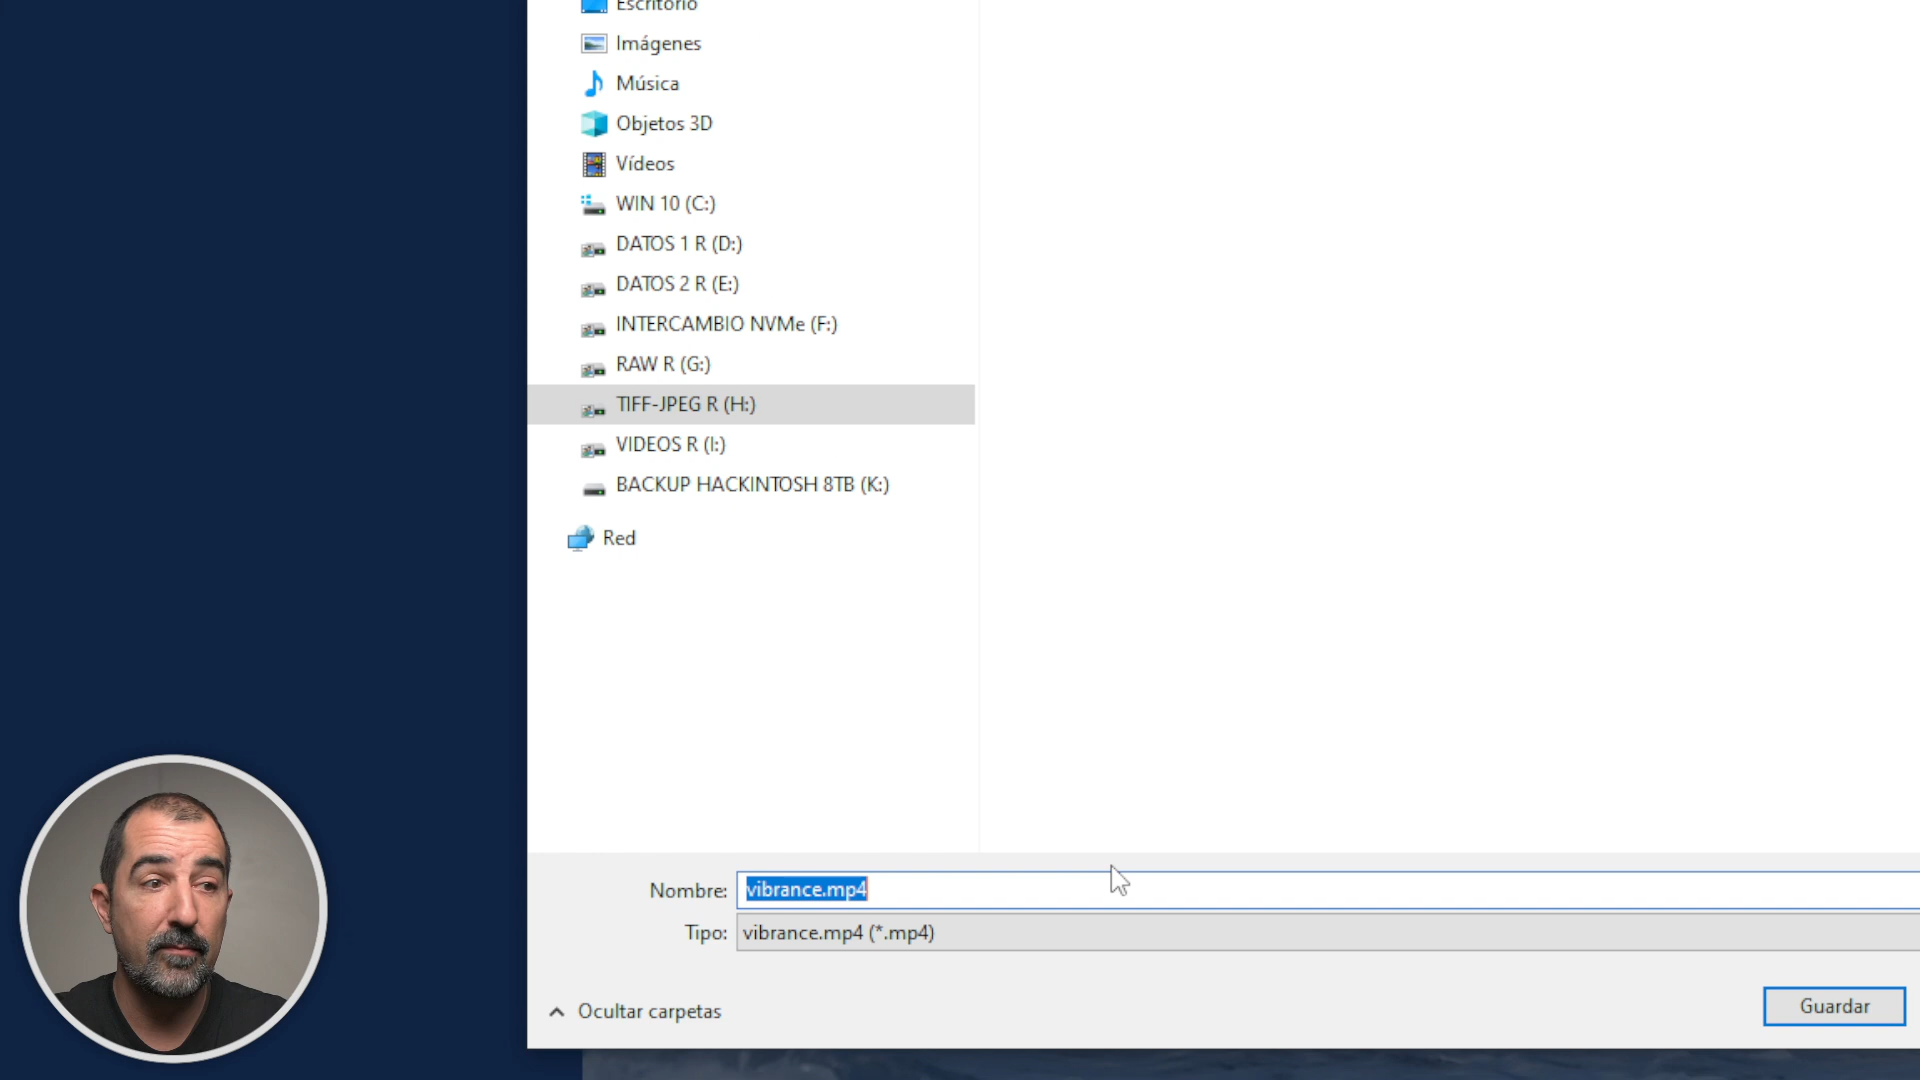 Escritorio
Imágenes
Música
Objetos 3D
Vídeos
WIN 10 (C:)
DATOS 1 R (D:)
DATOS 2 R (E:)
INTERCAMBIO NVMe (F:)
RAW R (G:)
TIFF-JPEG R (H:)
VIDEOS R (I:)
BACKUP HACKINTOSH 8TB (K:)
Red
Nombre: vibrance.mp4
Tipo: vibrance.mp4 (*.mp4)
Ocultar carpetas
Guardar